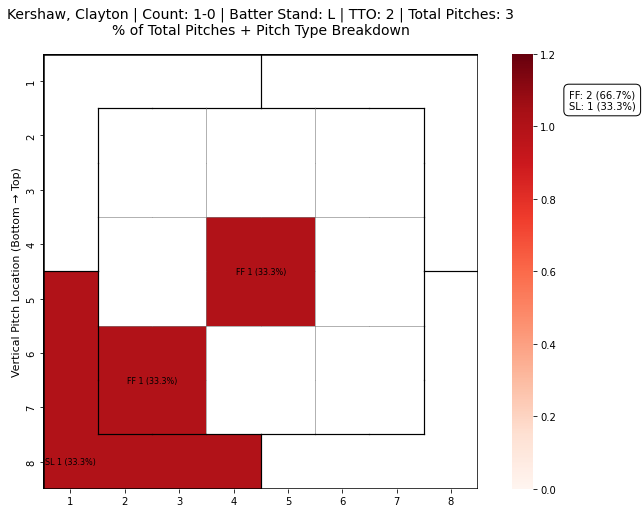 Kershaw, Clayton | Count: 1-0 | Batter Stand: L | TTO: 2 | Total Pitches: 3
% of Total Pitches + Pitch Type Breakdown
Vertical Pitch Location (Bottom → Top)
1
2
3
4
5
6
7
8
FF 1 (33.3%)
FF 1 (33.3%)
SL 1 (33.3%)
1
2
3
4
5
6
7
8
1.2
1.0
0.8
0.6
0.4
0.2
0.0
FF: 2 (66.7%)
SL: 1 (33.3%)